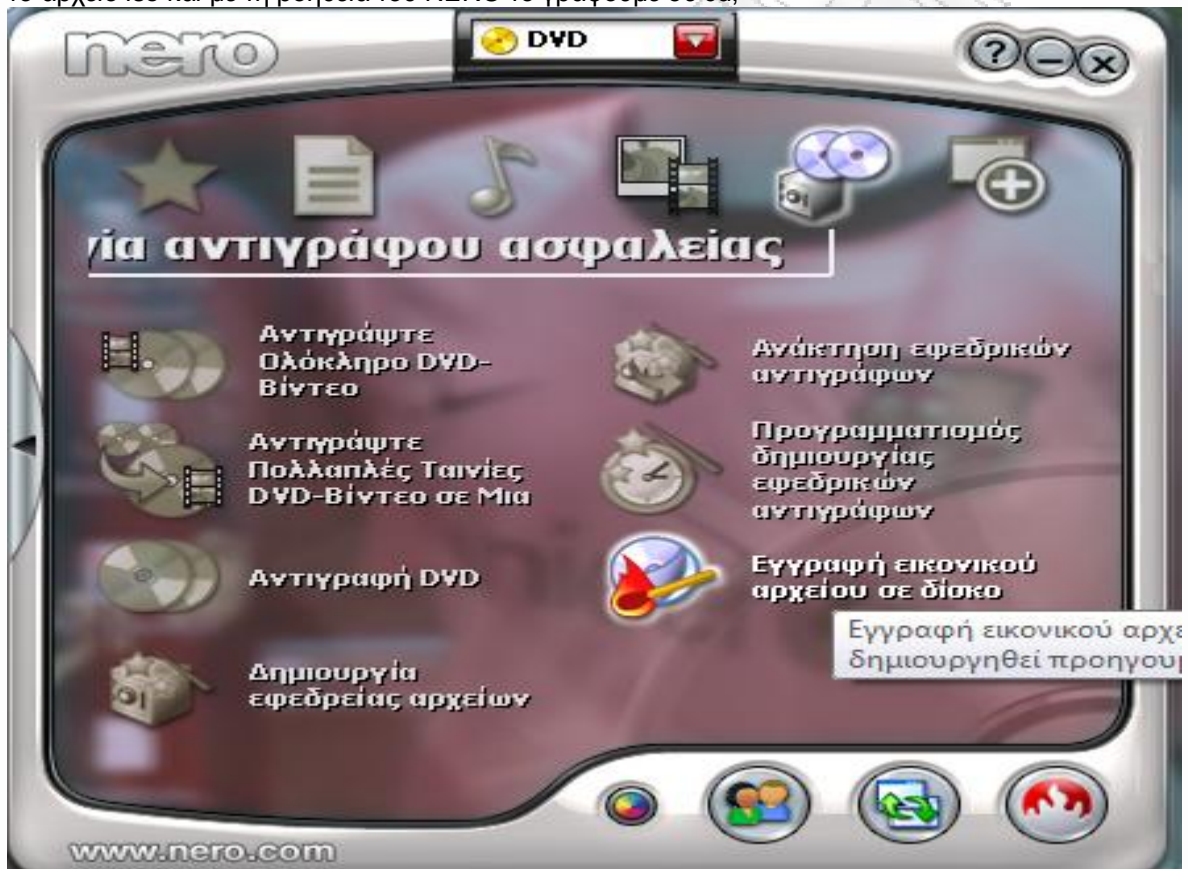 nero
DVD
?
γία αντιγράφου ασφαλείας
Αντιγράψτε
Ολόκληρο DVD-
Βίντεο
Αντιγράψτε
Πολλαπλές Ταινίες
DVD-Βίντεο σε Μια
Αντιγραφή DVD
Δημιουργία
εφεδρείας αρχείων
Ανάκτηση εφεδρικών
αντιγράφων
Προγραμματισμός
δημιουργίας
εφεδρικών
αντιγράφων
Εγγραφή εικονικού
αρχείου σε δίσκο
Εγγραφή εικονικού αρχε
δημιουργηθεί προηγουμ
www.nero.com